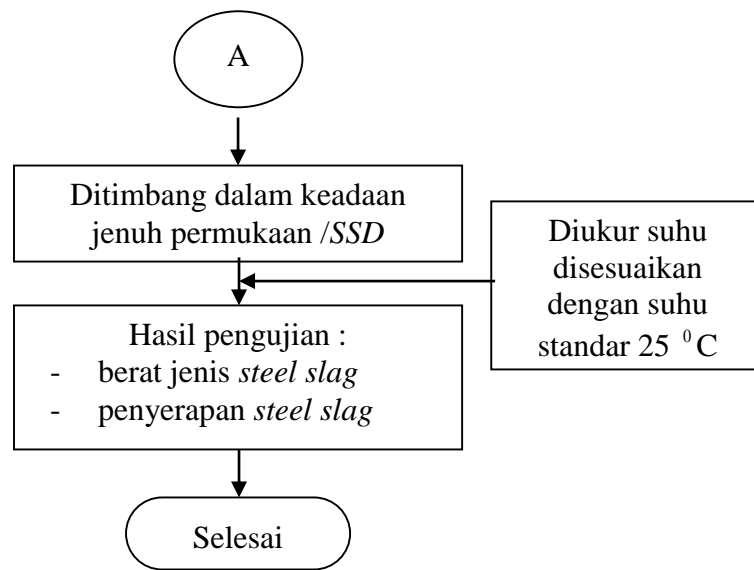 A
Ditimbang dalam keadaan
jenuh permukaan /SSD
Diukur suhu
disesuaikan
dengan suhu
standar 25 ⁰C
Hasil pengujian :
- berat jenis steel slag
- penyerapan steel slag
Selesai